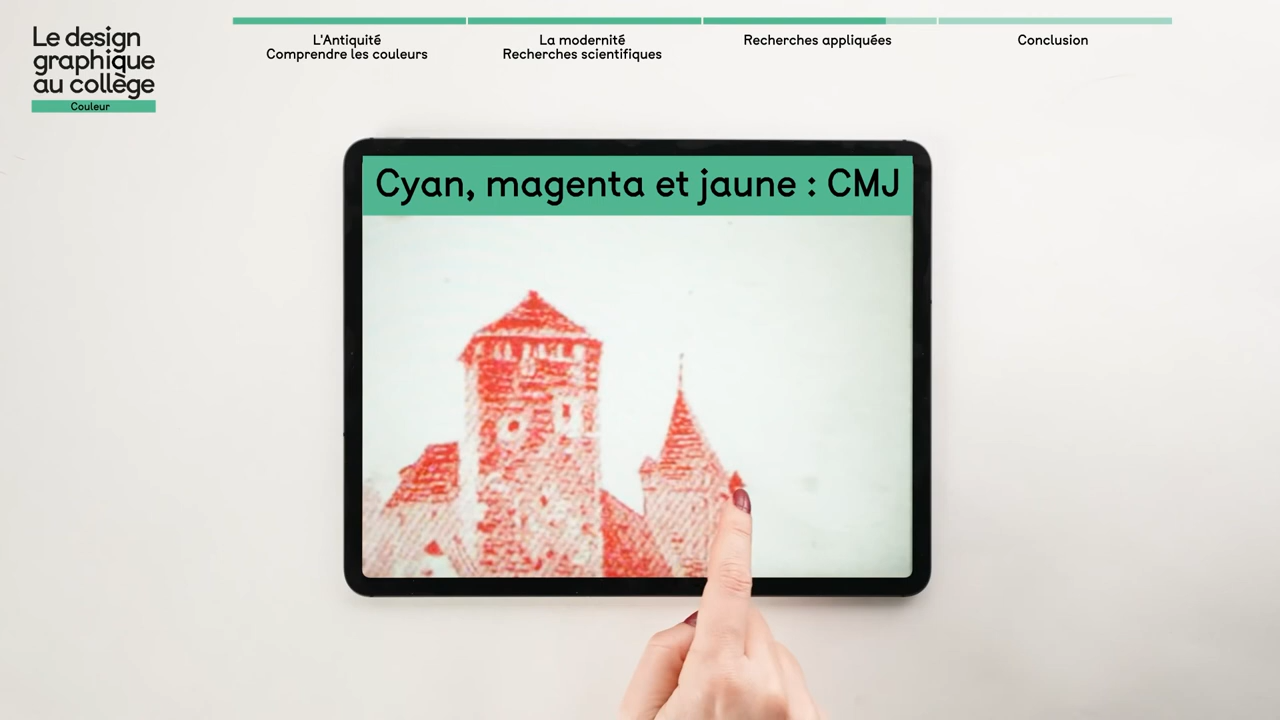 Le design
graphique
au collège
Couleur
L'Antiquité
Comprendre les couleurs
La modernité
Recherches scientifiques
Recherches appliquées
Conclusion
Cyan, magenta et jaune : CMJ